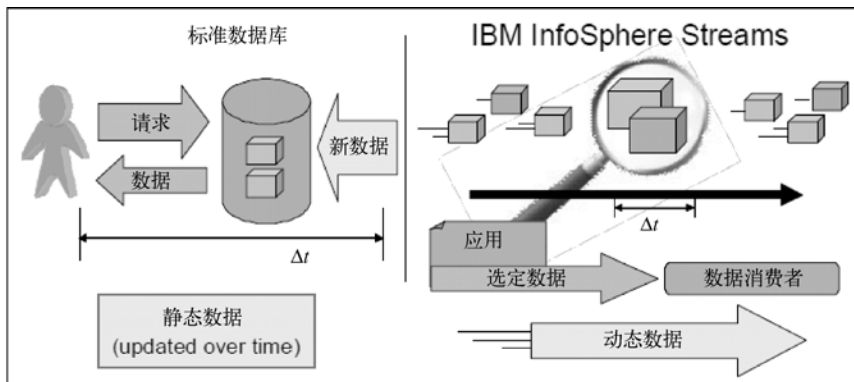 标准数据库
请求
数据
新数据
Δt
静态数据
(updated over time)
IBM InfoSphere Streams
Δt
应用
选定数据
数据消费者
动态数据